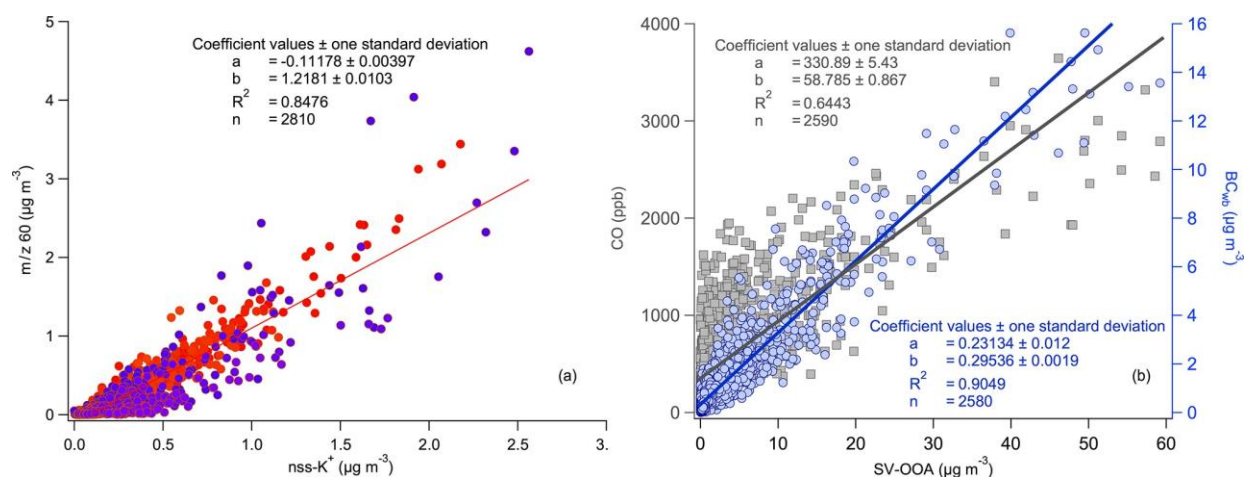 5
4
3
2
1
0
m/z 60 (µg m⁻³)
Coefficient values ± one standard deviation
a = -0.11178 ± 0.00397
b = 1.2181 ± 0.0103
R² = 0.8476
n = 2810
(a)
0.0 0.5 1.0 1.5 2.0 2.5 3.
nss-K⁺ (µg m⁻³)
4000
3000
2000
1000
0
CO (ppb)
Coefficient values ± one standard deviation
a = 330.89 ± 5.43
b = 58.785 ± 0.867
R² = 0.6443
n = 2590
16
14
12
10
8
6
4
2
0
BCwb (µg m⁻³)
Coefficient values ± one standard deviation
a = 0.23134 ± 0.012
b = 0.29536 ± 0.0019
R² = 0.9049
n = 2580
(b)
0 10 20 30 40 50 60
SV-OOA (µg m⁻³)